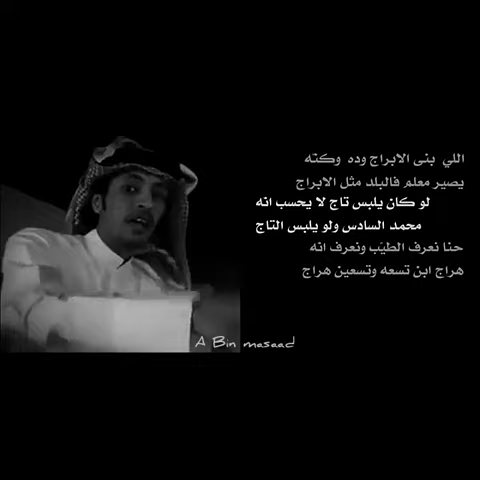 اللي بنى الابراج وده وكنه
يصير معلم فالبلد مثل الابراج
لو كان يلبس تاج لا يحسب انه
محمد السادس ولو يلبس التاج
حنا نعرف الطيّب ونعرف انه
هراج ابن تسعه وتسعين هراج
A Bin masaad